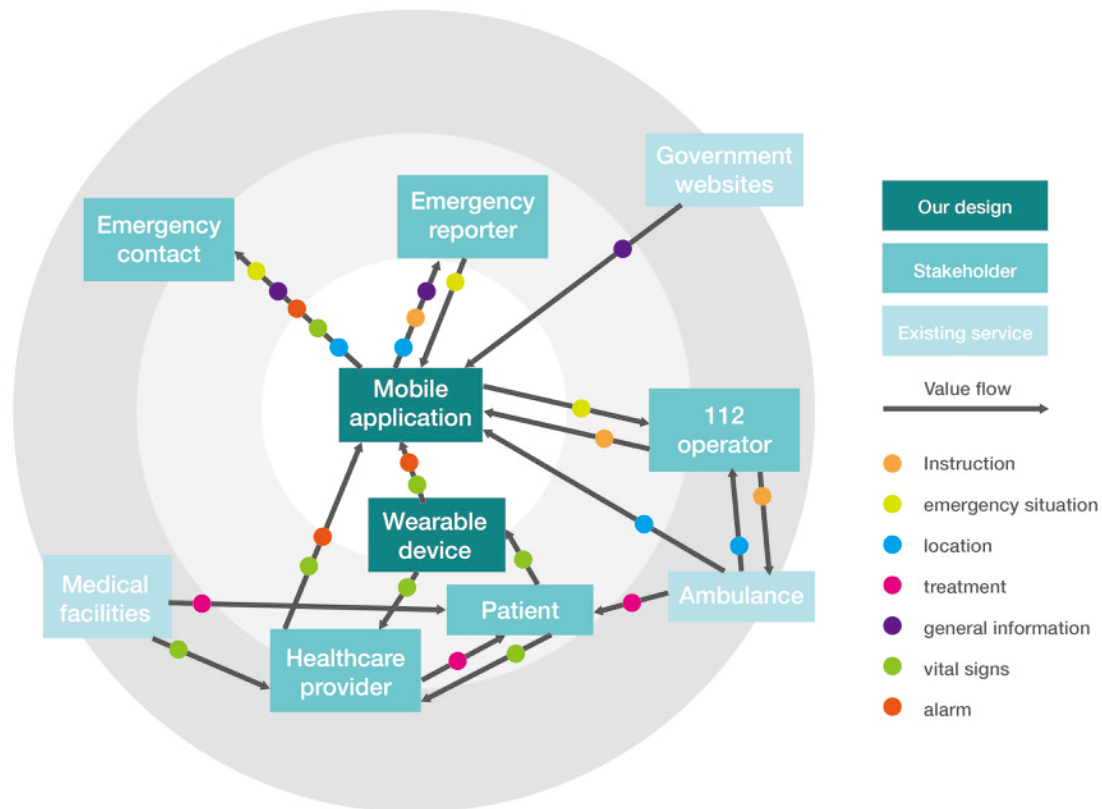 Government
websites
Emergency
reporter
Emergency
contact
Mobile
application
112
operator
Wearable
device
Medical
facilities
Patient
Ambulance
Healthcare
provider
Our design
Stakeholder
Existing service
Value flow
Instruction
emergency situation
location
treatment
general information
vital signs
alarm